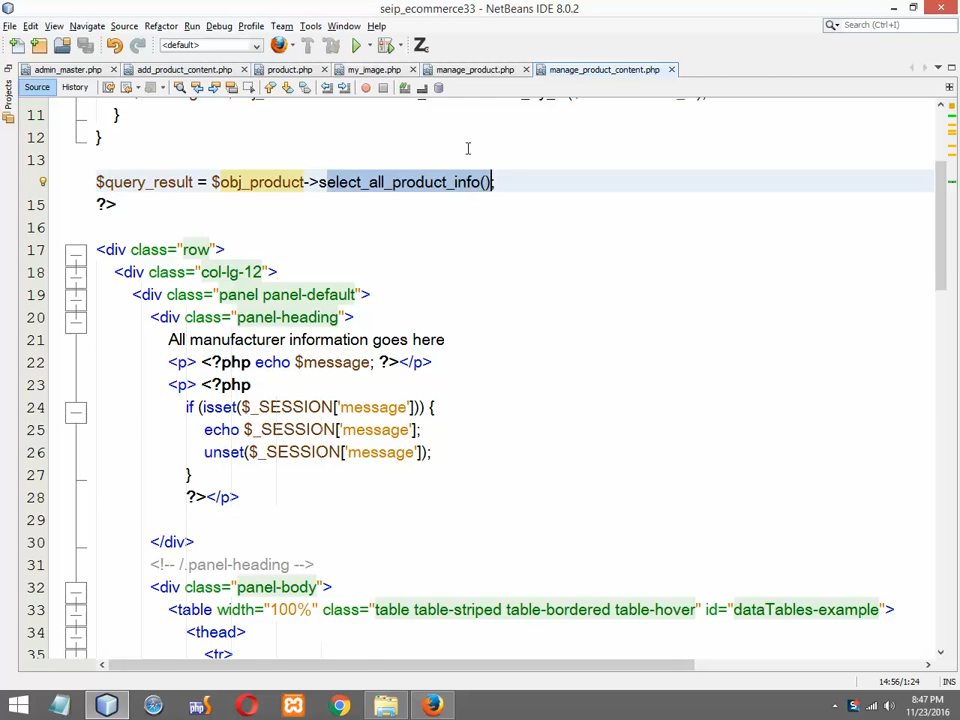 seip_ecommerce33 - NetBeans IDE 8.0.2
File Edit View Navigate Source Refactor Run Debug Profile Team Tools Window Help
Search (Ctrl+I)
<default>
admin_master.php add_product_content.php product.php my_image.php manage_product.php manage_product_content.php
Source History
Projects
11 }
12 }
13
$query_result = $obj_product->select_all_product_info();
15 ?>
16
17 <div class="row">
18 <div class="col-lg-12">
19 <div class="panel panel-default">
20 <div class="panel-heading">
21 All manufacturer information goes here
22 <p> <?php echo $message; ?></p>
23 <p> <?php
24 if (isset($_SESSION['message'])) {
25 echo $_SESSION['message'];
26 unset($_SESSION['message']);
27 }
28 ?></p>
29
30 </div>
31 <!-- /.panel-heading -->
32 <div class="panel-body">
33 <table width="100%" class="table table-striped table-bordered table-hover" id="dataTables-example">
34 <thead>
35 <tr>
14:56/1:24 INS
8:47 PM
11/23/2016